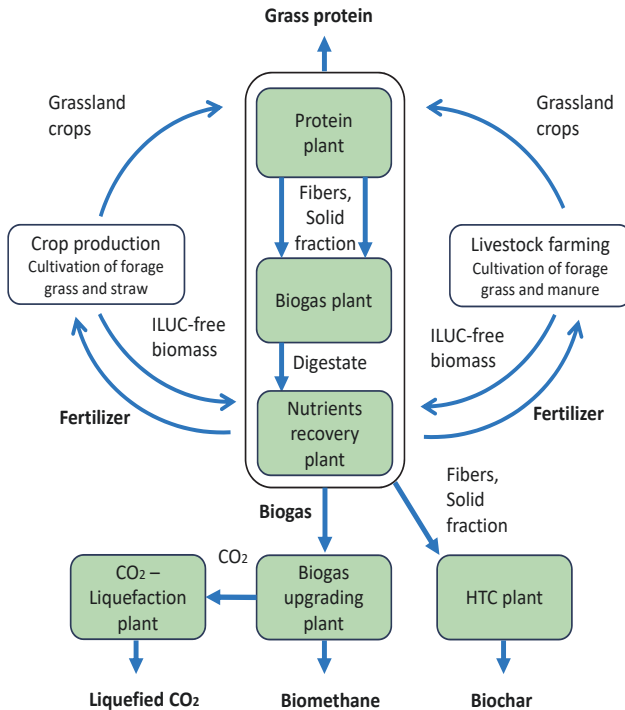 Grass protein
Grassland
crops
Grassland
crops
Protein
plant
Fibers,
Solid
fraction
Crop production
Cultivation of forage
grass and straw
Livestock farming
Cultivation of forage
grass and manure
Biogas plant
ILUC-free
biomass
ILUC-free
biomass
Digestate
Fertilizer
Nutrients
recovery
plant
Fertilizer
Biogas
Fibers,
Solid
fraction
CO₂
CO₂ –
Liquefaction
plant
Biogas
upgrading
plant
HTC plant
Liquefied CO₂
Biomethane
Biochar